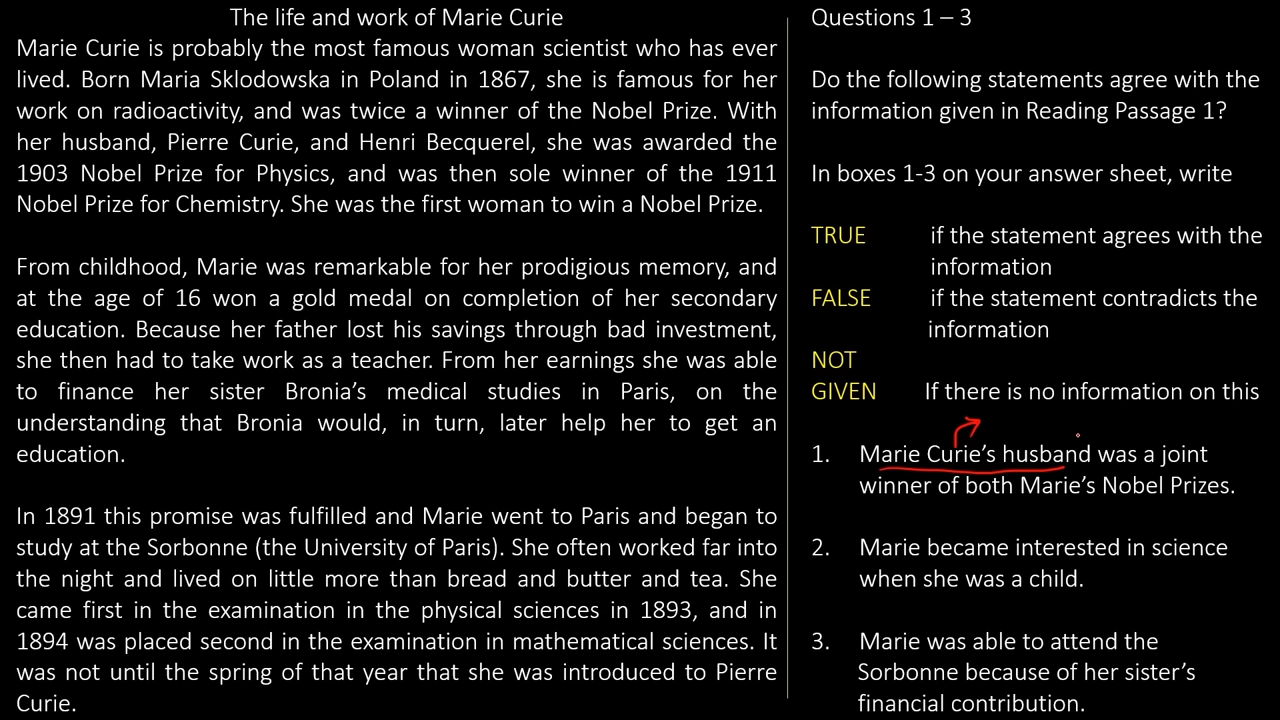 The life and work of Marie Curie
Marie Curie is probably the most famous woman scientist who has ever
lived. Born Maria Sklodowska in Poland in 1867, she is famous for her
work on radioactivity, and was twice a winner of the Nobel Prize. With
her husband, Pierre Curie, and Henri Becquerel, she was awarded the
1903 Nobel Prize for Physics, and was then sole winner of the 1911
Nobel Prize for Chemistry. She was the first woman to win a Nobel Prize.
From childhood, Marie was remarkable for her prodigious memory, and
at the age of 16 won a gold medal on completion of her secondary
education. Because her father lost his savings through bad investment,
she then had to take work as a teacher. From her earnings she was able
to finance her sister Bronia’s medical studies in Paris, on the
understanding that Bronia would, in turn, later help her to get an
education.
In 1891 this promise was fulfilled and Marie went to Paris and began to
study at the Sorbonne (the University of Paris). She often worked far into
the night and lived on little more than bread and butter and tea. She
came first in the examination in the physical sciences in 1893, and in
1894 was placed second in the examination in mathematical sciences. It
was not until the spring of that year that she was introduced to Pierre
Curie.
Questions 1 – 3
Do the following statements agree with the
information given in Reading Passage 1?
In boxes 1-3 on your answer sheet, write
TRUE if the statement agrees with the
information
FALSE if the statement contradicts the
information
NOT
GIVEN If there is no information on this
1. Marie Curie’s husband was a joint
winner of both Marie’s Nobel Prizes.
2. Marie became interested in science
when she was a child.
3. Marie was able to attend the
Sorbonne because of her sister’s
financial contribution.